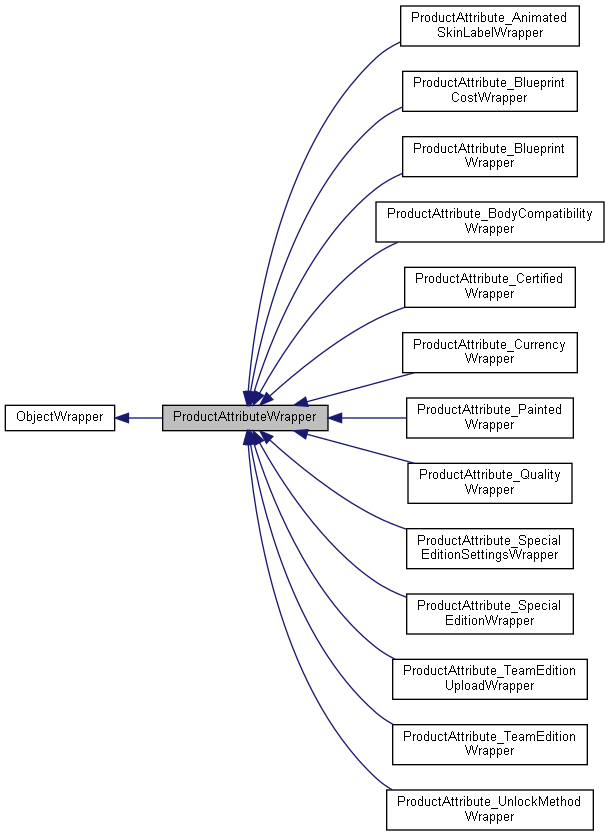 ProductAttribute_Animated
SkinLabelWrapper
ProductAttribute_Blueprint
CostWrapper
ProductAttribute_Blueprint
Wrapper
ProductAttribute_BodyCompatibility
Wrapper
ProductAttribute_Certified
Wrapper
ProductAttribute_Currency
Wrapper
ObjectWrapper
ProductAttributeWrapper
ProductAttribute_Painted
Wrapper
ProductAttribute_Quality
Wrapper
ProductAttribute_Special
EditionSettingsWrapper
ProductAttribute_Special
EditionWrapper
ProductAttribute_TeamEdition
UploadWrapper
ProductAttribute_TeamEdition
Wrapper
ProductAttribute_UnlockMethod
Wrapper